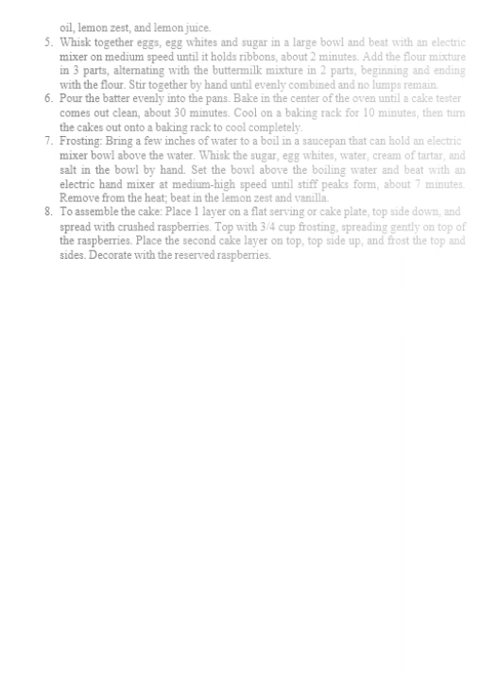 oil, lemon zest, and lemon juice.
5. Whisk together eggs, egg whites and sugar in a large bowl and beat with an electric
mixer on medium speed until it holds ribbons, about 2 minutes. Add the flour mixture
in 3 parts, alternating with the buttermilk mixture in 2 parts, beginning and ending
with the flour. Stir together by hand until evenly combined and no lumps remain.
6. Pour the batter evenly into the pans. Bake in the center of the oven until a cake tester
comes out clean, about 30 minutes. Cool on a baking rack for 10 minutes, then turn
the cakes out onto a baking rack to cool completely.
7. Frosting: Bring a few inches of water to a boil in a saucepan that can hold an electric
mixer bowl above the water. Whisk the sugar, egg whites, water, cream of tartar, and
salt in the bowl by hand. Set the bowl above the boiling water and beat with an
electric hand mixer at medium-high speed until stiff peaks form, about 7 minutes.
Remove from the heat; beat in the lemon zest and vanilla.
8. To assemble the cake: Place 1 layer on a flat serving or cake plate, top side down, and
spread with crushed raspberries. Top with 3/4 cup frosting, spreading gently on top of
the raspberries. Place the second cake layer on top, top side up, and frost the top and
sides. Decorate with the reserved raspberries.